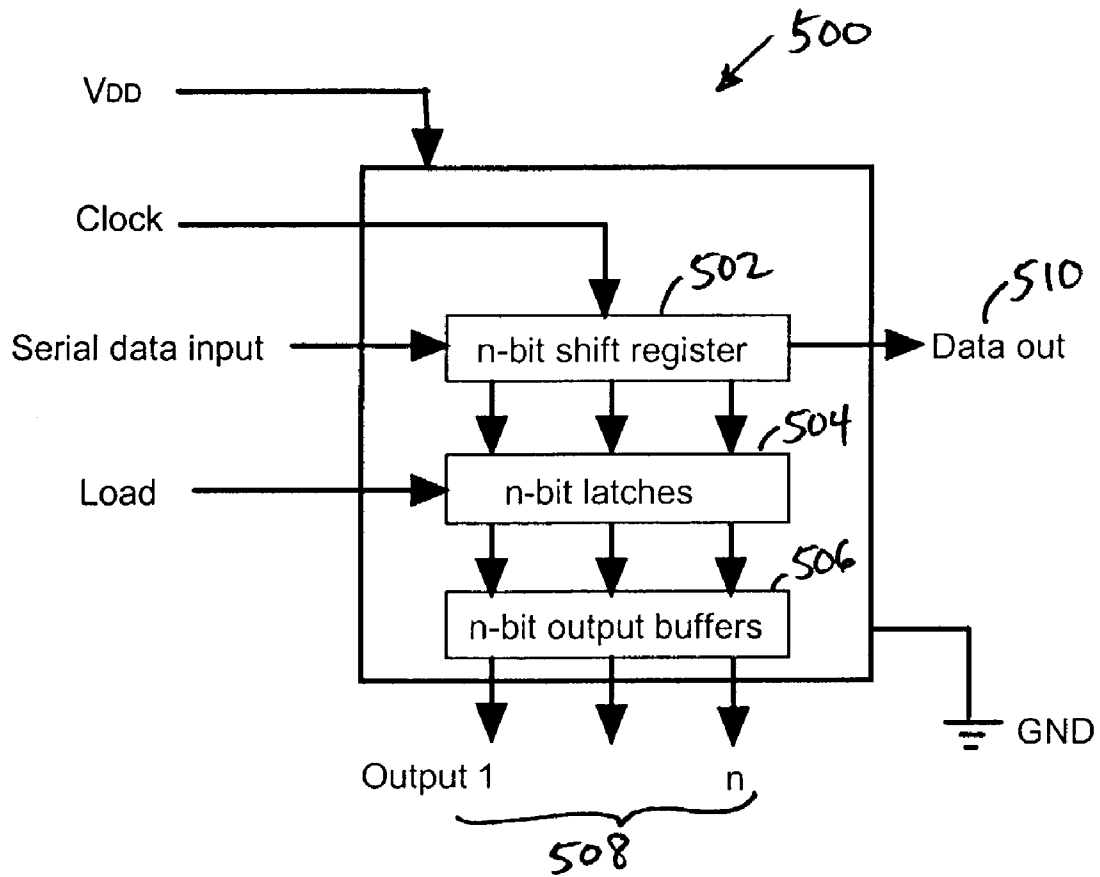 500
VDD
Clock
502
510
Serial data input
n-bit shift register
Data out
504
Load
n-bit latches
506
n-bit output buffers
GND
Output 1
n
508